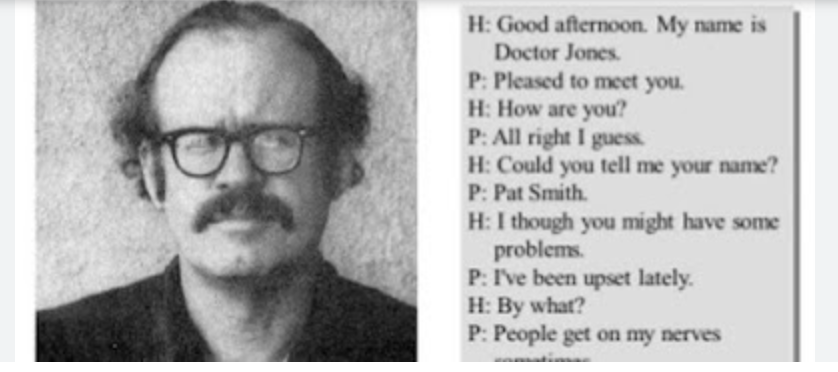 H: Good afternoon. My name is
Doctor Jones.
P: Pleased to meet you.
H: How are you?
P: All right I guess.
H: Could you tell me your name?
P: Pat Smith.
H: I though you might have some
problems.
P: I've been upset lately.
H: By what?
P: People get on my nerves